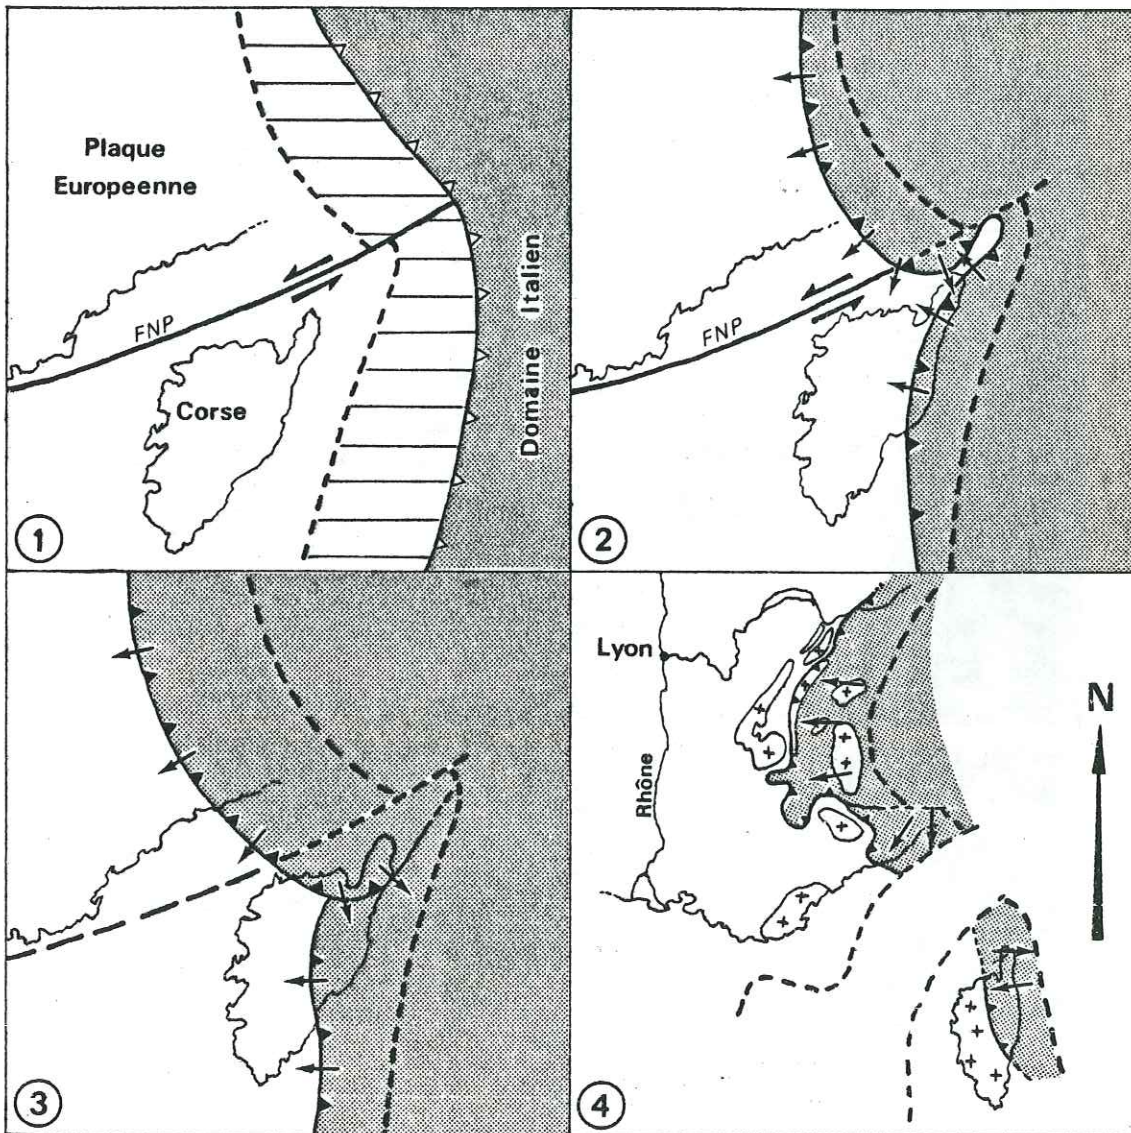 Plaque
Europeenne
FNP
Corse
Domaine Italien
1
FNP
2
3
Lyon
Rhône
N
4